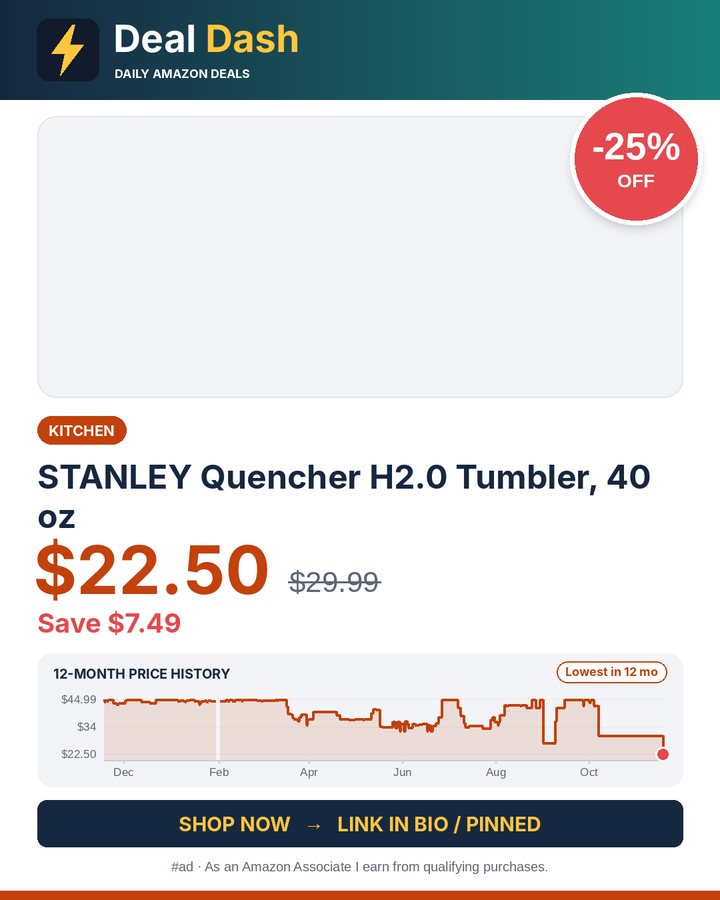 Deal Dash
DAILY AMAZON DEALS
-25%
OFF
KITCHEN
STANLEY Quencher H2.0 Tumbler, 40
oz
$22.50 $29.99
Save $7.49
12-MONTH PRICE HISTORY
Lowest in 12 mo
$44.99
$34
$22.50
Dec Feb Apr Jun Aug Oct
SHOP NOW → LINK IN BIO / PINNED
#ad · As an Amazon Associate I earn from qualifying purchases.